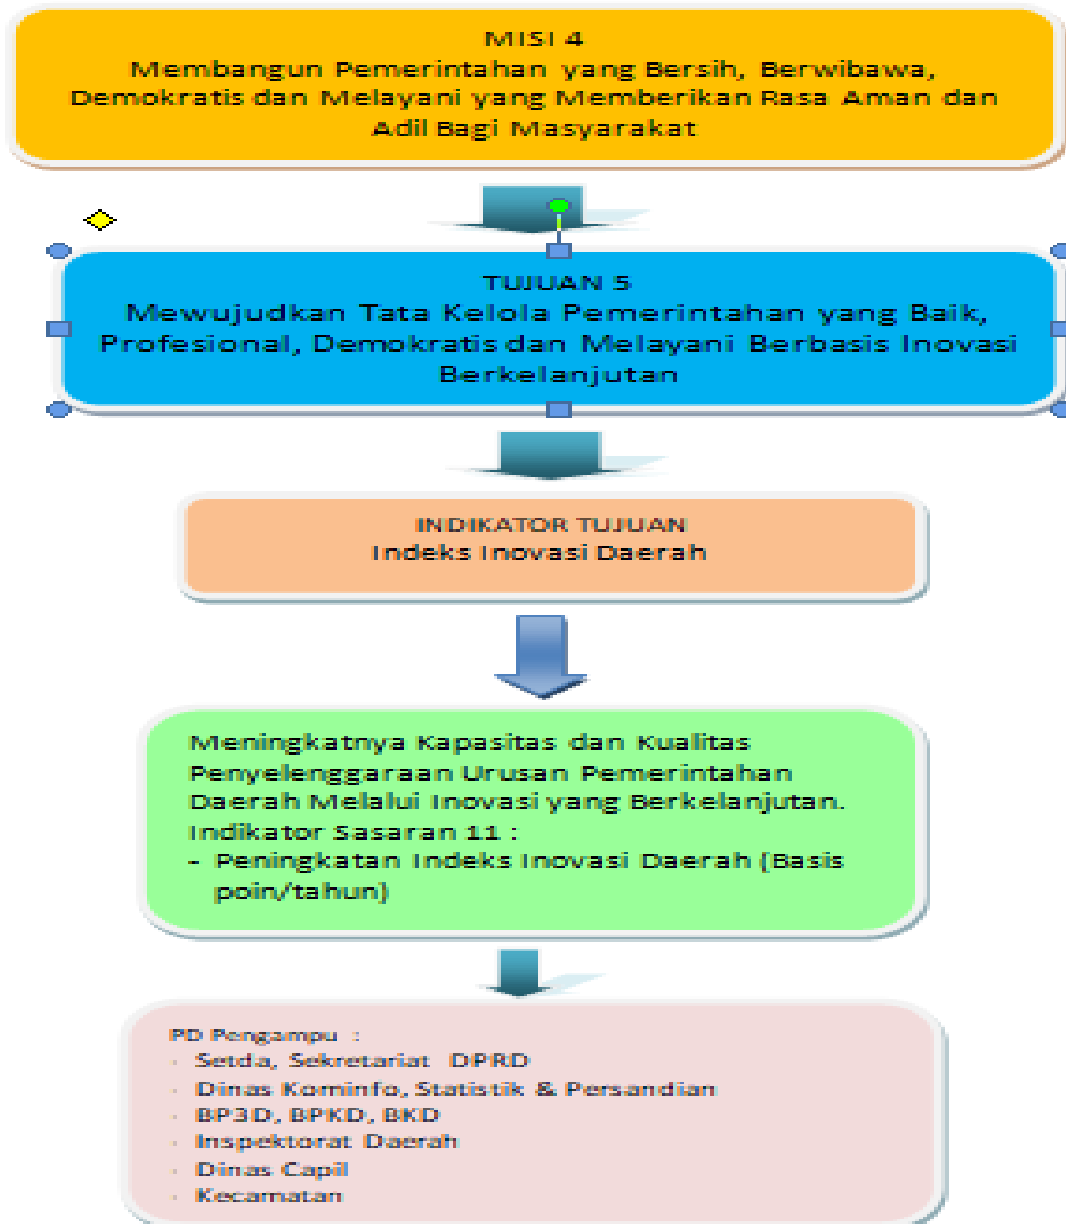 MISI 4
Membangun Pemerintahan yang Bersih, Berwibawa,
Demokratis dan Melayani yang Memberikan Rasa Aman dan
Adil Bagi Masyarakat
TUJUAN 5
Mewujudkan Tata Kelola Pemerintahan yang Baik,
Profesional, Demokratis dan Melayani Berbasis Inovasi
Berkelanjutan
INDIKATOR TUJUAN
Indeks Inovasi Daerah
Meningkatnya Kapasitas dan Kualitas
Penyelenggaraan Urusan Pemerintahan
Daerah Melalui Inovasi yang Berkelanjutan.
Indikator Sasaran 11 :
- Peningkatan Indeks Inovasi Daerah (Basis
poin/tahun)
PD Pengampu :
- Setda, Sekretariat DPRD
- Dinas Kominfo, Statistik & Persandian
- BP3D, BPKD, BKD
- Inspektorat Daerah
- Dinas Capil
- Kecamatan